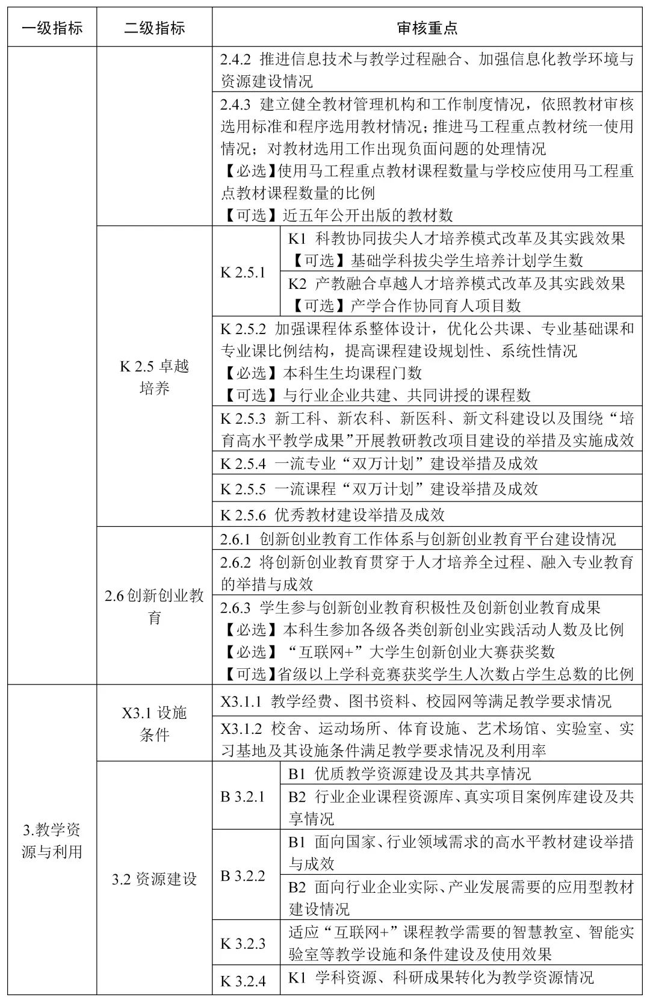 一级指标
二级指标
审核重点
2.4.2 推进信息技术与教学过程融合、加强信息化教学环境与
资源建设情况
2.4.3 建立健全教材管理机构和工作制度情况，依照教材审核
选用标准和程序选用教材情况；推进马工程重点教材统一使用
情况；对教材选用工作出现负面问题的处理情况
【必选】使用马工程重点教材课程数量与学校应使用马工程重
点教材课程数量的比例
【可选】近五年公开出版的教材数
K 2.5 卓越
培养
K 2.5.1
K1 科教协同拔尖人才培养模式改革及其实践效果
【可选】基础学科拔尖学生培养计划学生数
K2 产教融合卓越人才培养模式改革及其实践效果
【可选】产学合作协同育人项目数
K 2.5.2 加强课程体系整体设计，优化公共课、专业基础课和
专业课比例结构，提高课程建设规划性、系统性情况
【必选】本科生生均课程门数
【可选】与行业企业共建、共同讲授的课程数
K 2.5.3 新工科、新农科、新医科、新文科建设以及围绕“培
育高水平教学成果”开展教研教改项目建设的举措及实施成效
K 2.5.4 一流专业“双万计划”建设举措及成效
K 2.5.5 一流课程“双万计划”建设举措及成效
K 2.5.6 优秀教材建设举措及成效
2.6创新创业教
育
2.6.1 创新创业教育工作体系与创新创业教育平台建设情况
2.6.2 将创新创业教育贯穿于人才培养全过程、融入专业教育
的举措与成效
2.6.3 学生参与创新创业教育积极性及创新创业教育成果
【必选】本科生参加各级各类创新创业实践活动人数及比例
【必选】“互联网+”大学生创新创业大赛获奖数
【可选】省级以上学科竞赛获奖学生人次数占学生总数的比例
3.教学资
源与利用
X3.1 设施
条件
X3.1.1 教学经费、图书资料、校园网等满足教学要求情况
X3.1.2 校舍、运动场所、体育设施、艺术场馆、实验室、实
习基地及其设施条件满足教学要求情况及利用率
3.2 资源建设
B 3.2.1
B1 优质教学资源建设及其共享情况
B2 行业企业课程资源库、真实项目案例库建设及共
享情况
B 3.2.2
B1 面向国家、行业领域需求的高水平教材建设举措
与成效
B2 面向行业企业实际、产业发展需要的应用型教材
建设情况
K 3.2.3
适应“互联网+”课程教学需要的智慧教室、智能实
验室等教学设施和条件建设及使用效果
K 3.2.4
K1 学科资源、科研成果转化为教学资源情况